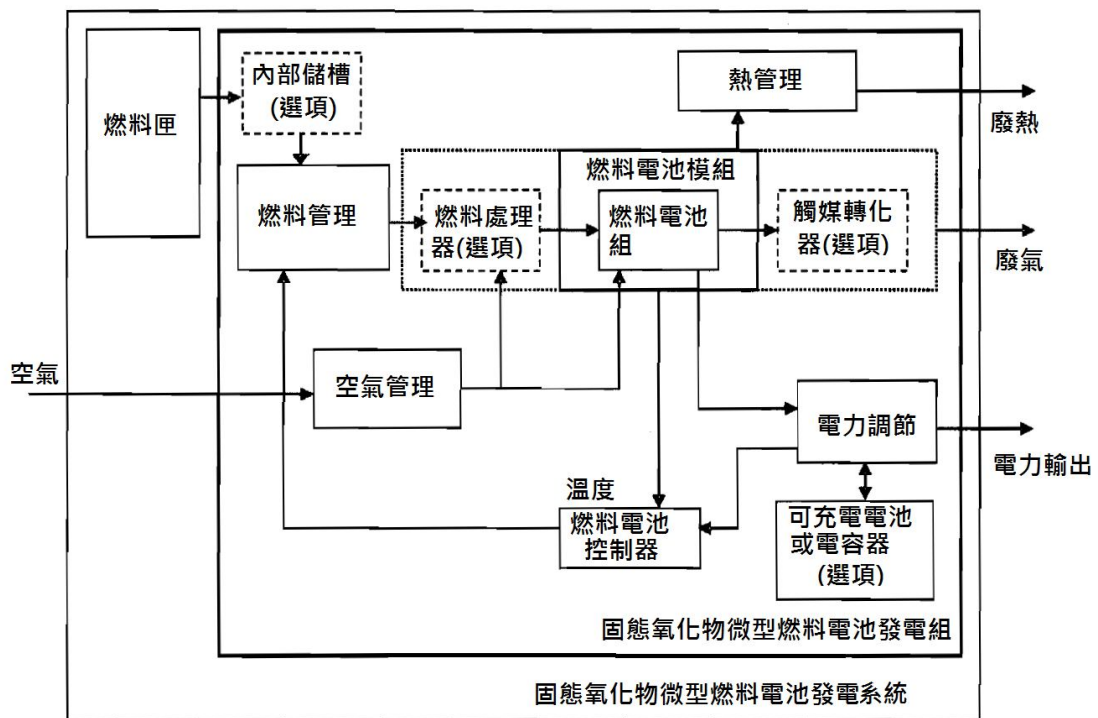 燃料匣
內部儲槽
(選項)
熱管理
廢熱
燃料管理
燃料電池模組
燃料處理
器(選項)
燃料電池
組
觸媒轉化
器(選項)
廢氣
空氣
空氣管理
電力調節
電力輸出
溫度
燃料電池
控制器
可充電電池
或電容器
(選項)
固態氧化物微型燃料電池發電組
固態氧化物微型燃料電池發電系統